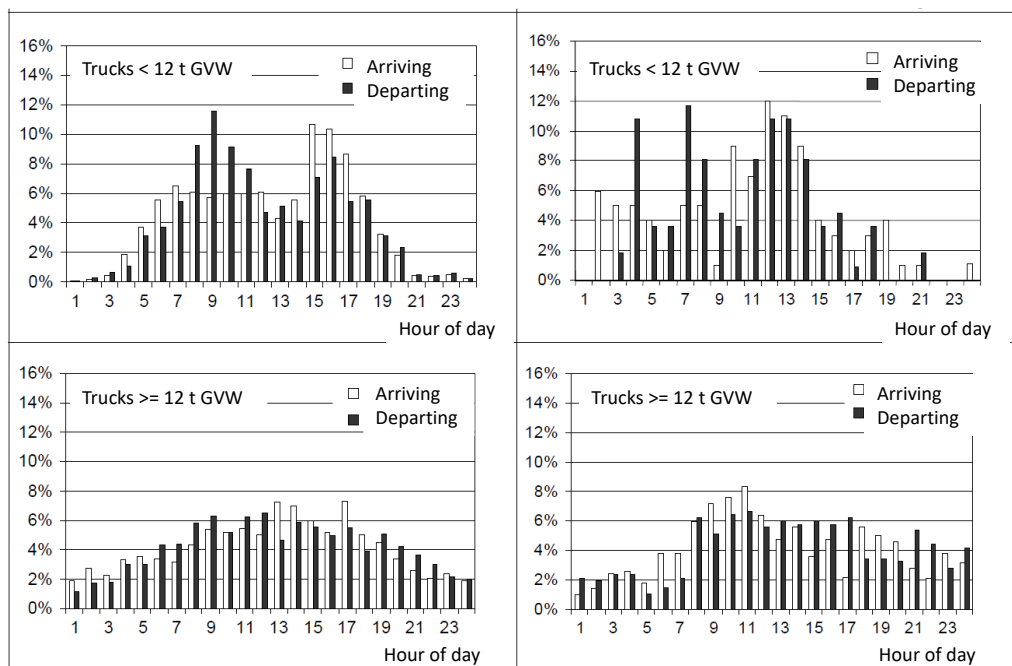 16%
14%
12%
10%
8%
6%
4%
2%
0%
Trucks < 12 t GVW
Arriving
Departing
1 3 5 7 9 11 13 15 17 19 21 23
Hour of day
16%
14%
12%
10%
8%
6%
4%
2%
0%
Trucks < 12 t GVW
Arriving
Departing
1 3 5 7 9 11 13 15 17 19 21 23
Hour of day
16%
14%
12%
10%
8%
6%
4%
2%
0%
Trucks >= 12 t GVW
Arriving
Departing
1 3 5 7 9 11 13 15 17 19 21 23
Hour of day
16%
14%
12%
10%
8%
6%
4%
2%
0%
Trucks >= 12 t GVW
Arriving
Departing
1 3 5 7 9 11 13 15 17 19 21 23
Hour of day